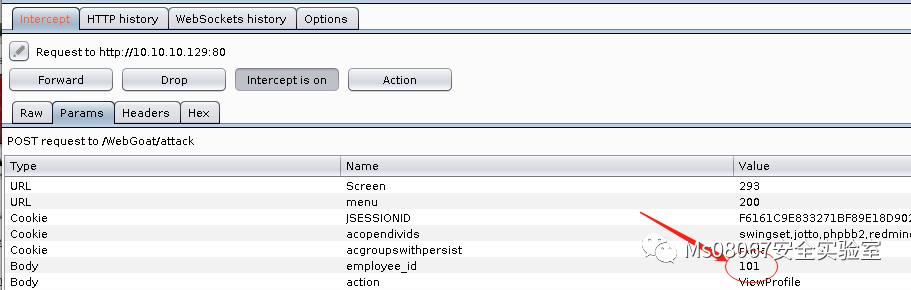 Intercept HTTP history WebSockets history Options
Request to http://10.10.10.129:80
Forward Drop Intercept is on Action
Raw Params Headers Hex
POST request to /WebGoat/attack
Type Name Value
URL Screen 293
URL menu 200
Cookie JSESSIONID F6161C9E833271BF89E18D902
Cookie acopendivids swingset,jotto,phpbb2,redmine
Cookie acgroupswithpersist
Body employee_id 101
Body action ViewProfile
Ms08067安全实验室